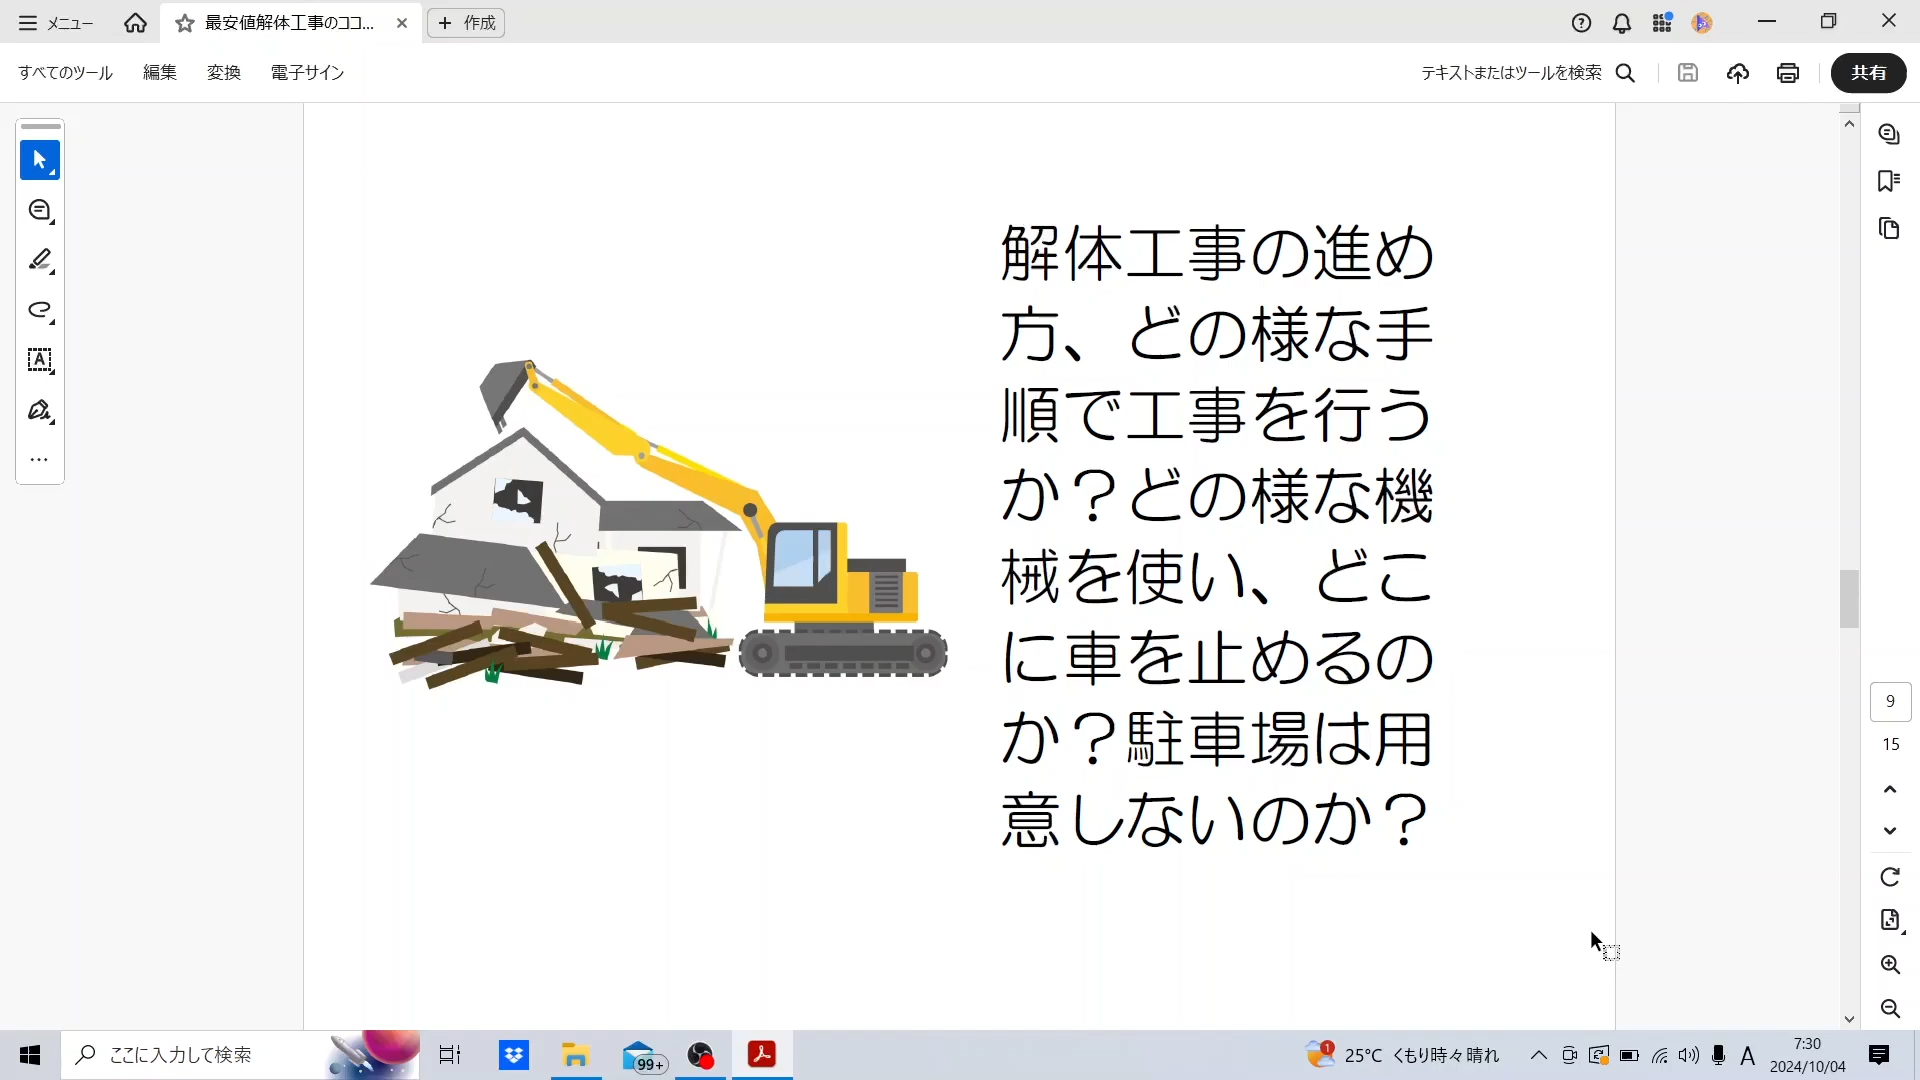 メニュー
最安値解体工事のココ...
作成
すべてのツール
編集
変換
電子サイン
テキストまたはツールを検索
共有
解体工事の進め
方、どの様な手
順で工事を行う
か？どの様な機
械を使い、どこ
に車を止めるの
か？駐車場は用
意しないのか？
9
15
ここに入力して検索
99+
1
25°C くもり時々晴れ
A
7:30
2024/10/04